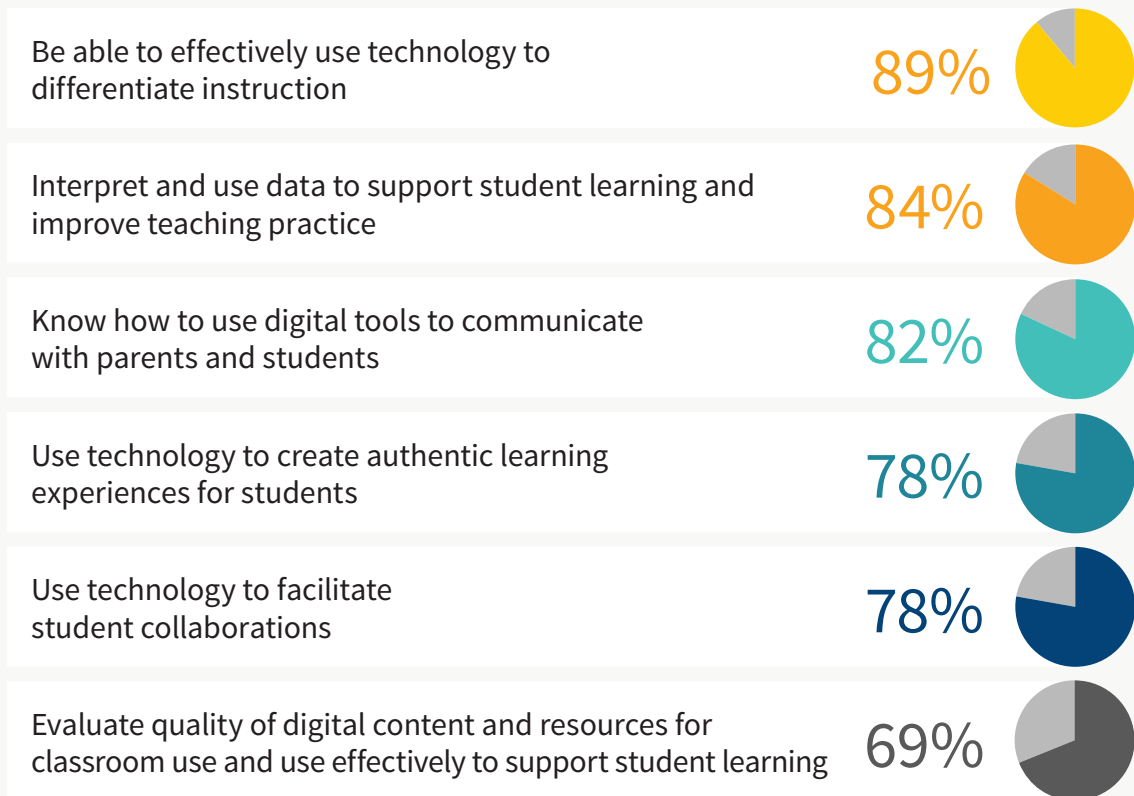 Be able to effectively use technology to
differentiate instruction
89%
Interpret and use data to support student learning and
improve teaching practice
84%
Know how to use digital tools to communicate
with parents and students
82%
Use technology to create authentic learning
experiences for students
78%
Use technology to facilitate
student collaborations
78%
Evaluate quality of digital content and resources for
classroom use and use effectively to support student learning
69%